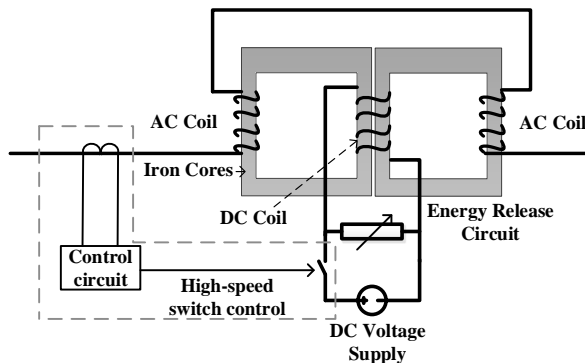 AC Coil
AC Coil
Iron Cores
DC Coil
Energy Release
Circuit
Control
circuit
High-speed
switch control
DC Voltage
Supply